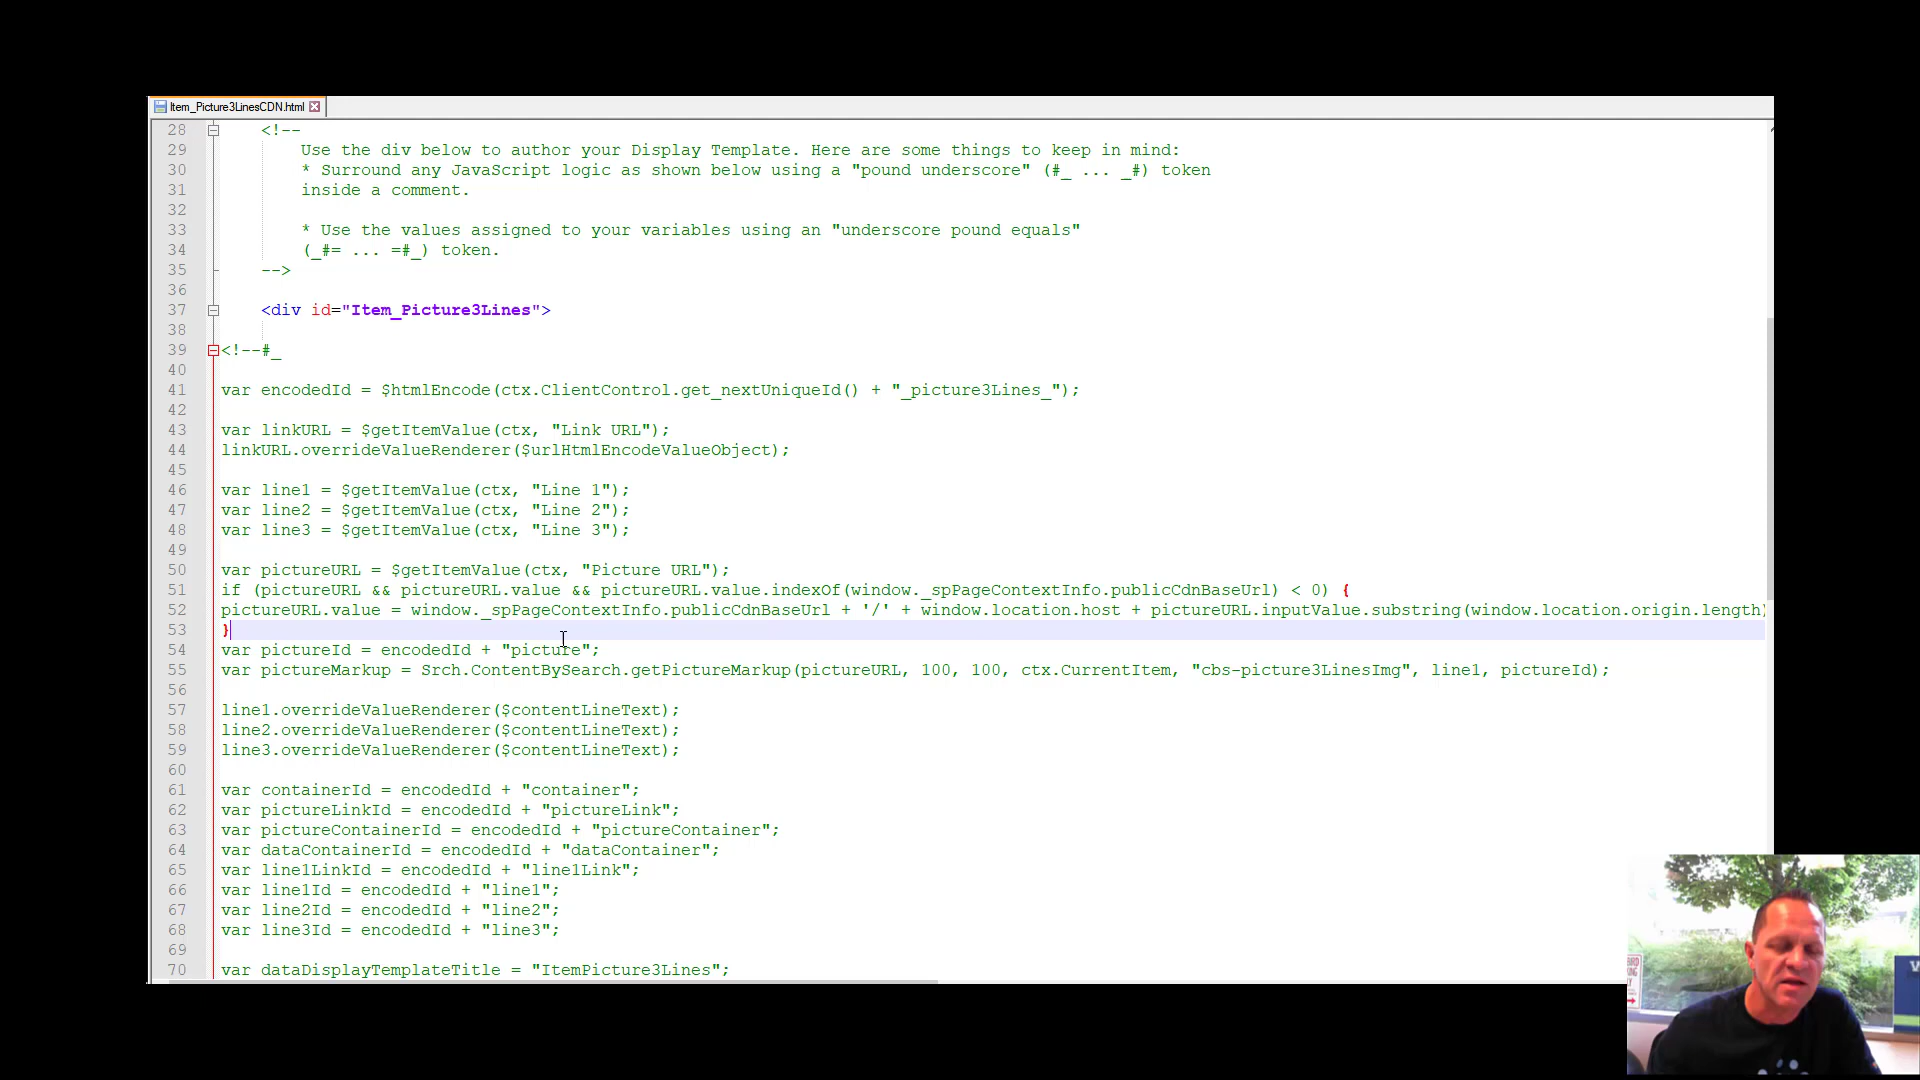 Item_Picture3LinesCDN.html
28 <!--
29 Use the div below to author your Display Template. Here are some things to keep in mind:
30 * Surround any JavaScript logic as shown below using a "pound underscore" (#_ ... _#) token
31 inside a comment.
32
33 * Use the values assigned to your variables using an "underscore pound equals"
34 (_#= ... =#_) token.
35 -->
36
37 <div id="Item_Picture3Lines">
38
39 <!--#_
40
41 var encodedId = $htmlEncode(ctx.ClientControl.get_nextUniqueId() + "_picture3Lines_");
42
43 var linkURL = $getItemValue(ctx, "Link URL");
44 linkURL.overrideValueRenderer($urlHtmlEncodeValueObject);
45
46 var line1 = $getItemValue(ctx, "Line 1");
47 var line2 = $getItemValue(ctx, "Line 2");
48 var line3 = $getItemValue(ctx, "Line 3");
49
50 var pictureURL = $getItemValue(ctx, "Picture URL");
51 if (pictureURL && pictureURL.value && pictureURL.value.indexOf(window._spPageContextInfo.publicCdnBaseUrl) < 0) {
52 pictureURL.value = window._spPageContextInfo.publicCdnBaseUrl + '/' + window.location.host + pictureURL.inputValue.substring(window.location.origin.length)
53 }
54 var pictureId = encodedId + "picture";
55 var pictureMarkup = Srch.ContentBySearch.getPictureMarkup(pictureURL, 100, 100, ctx.CurrentItem, "cbs-picture3LinesImg", line1, pictureId);
56
57 line1.overrideValueRenderer($contentLineText);
58 line2.overrideValueRenderer($contentLineText);
59 line3.overrideValueRenderer($contentLineText);
60
61 var containerId = encodedId + "container";
62 var pictureLinkId = encodedId + "pictureLink";
63 var pictureContainerId = encodedId + "pictureContainer";
64 var dataContainerId = encodedId + "dataContainer";
65 var line1LinkId = encodedId + "line1Link";
66 var line1Id = encodedId + "line1";
67 var line2Id = encodedId + "line2";
68 var line3Id = encodedId + "line3";
69
70 var dataDisplayTemplateTitle = "ItemPicture3Lines";